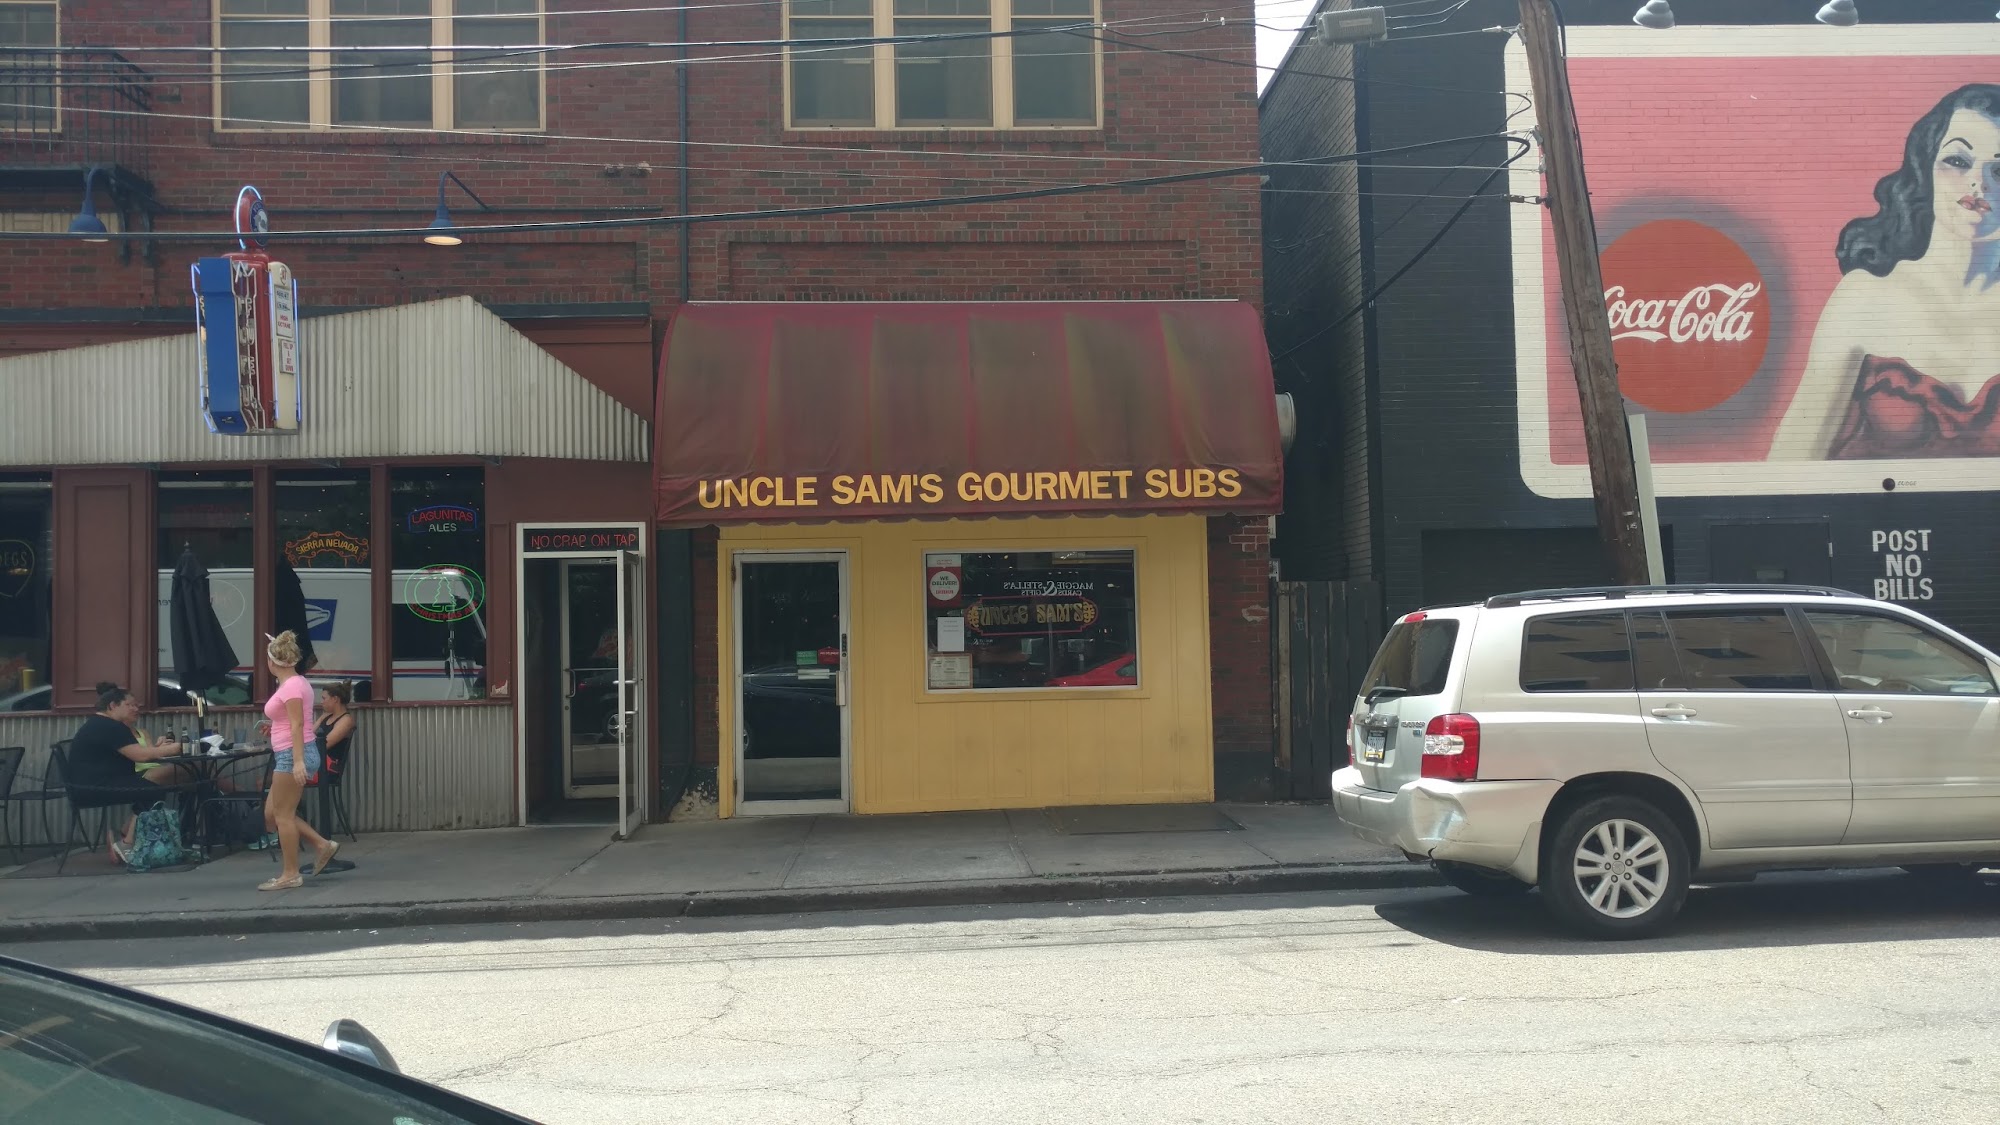 UNCLE SAM'S GOURMET SUBS
LAGUNITAS
ALES
SIERRA NEVADA
NO CRAP ON TAP
WE
DELIVER!
MAGGIE & STELLA'S
CARDS & GIFTS
UNCLE SAM'S
Coca-Cola
POST
NO
BILLS